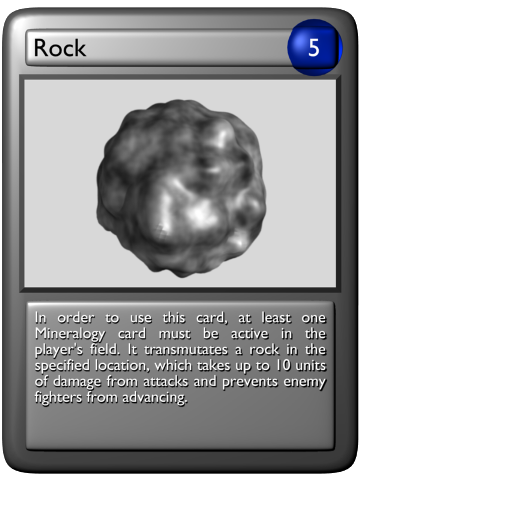 Rock
5
In order to use this card, at least one
Mineralogy card must be active in the
player's field. It transmutates a rock in the
specified location, which takes up to 10 units
of damage from attacks and prevents enemy
fighters from advancing.